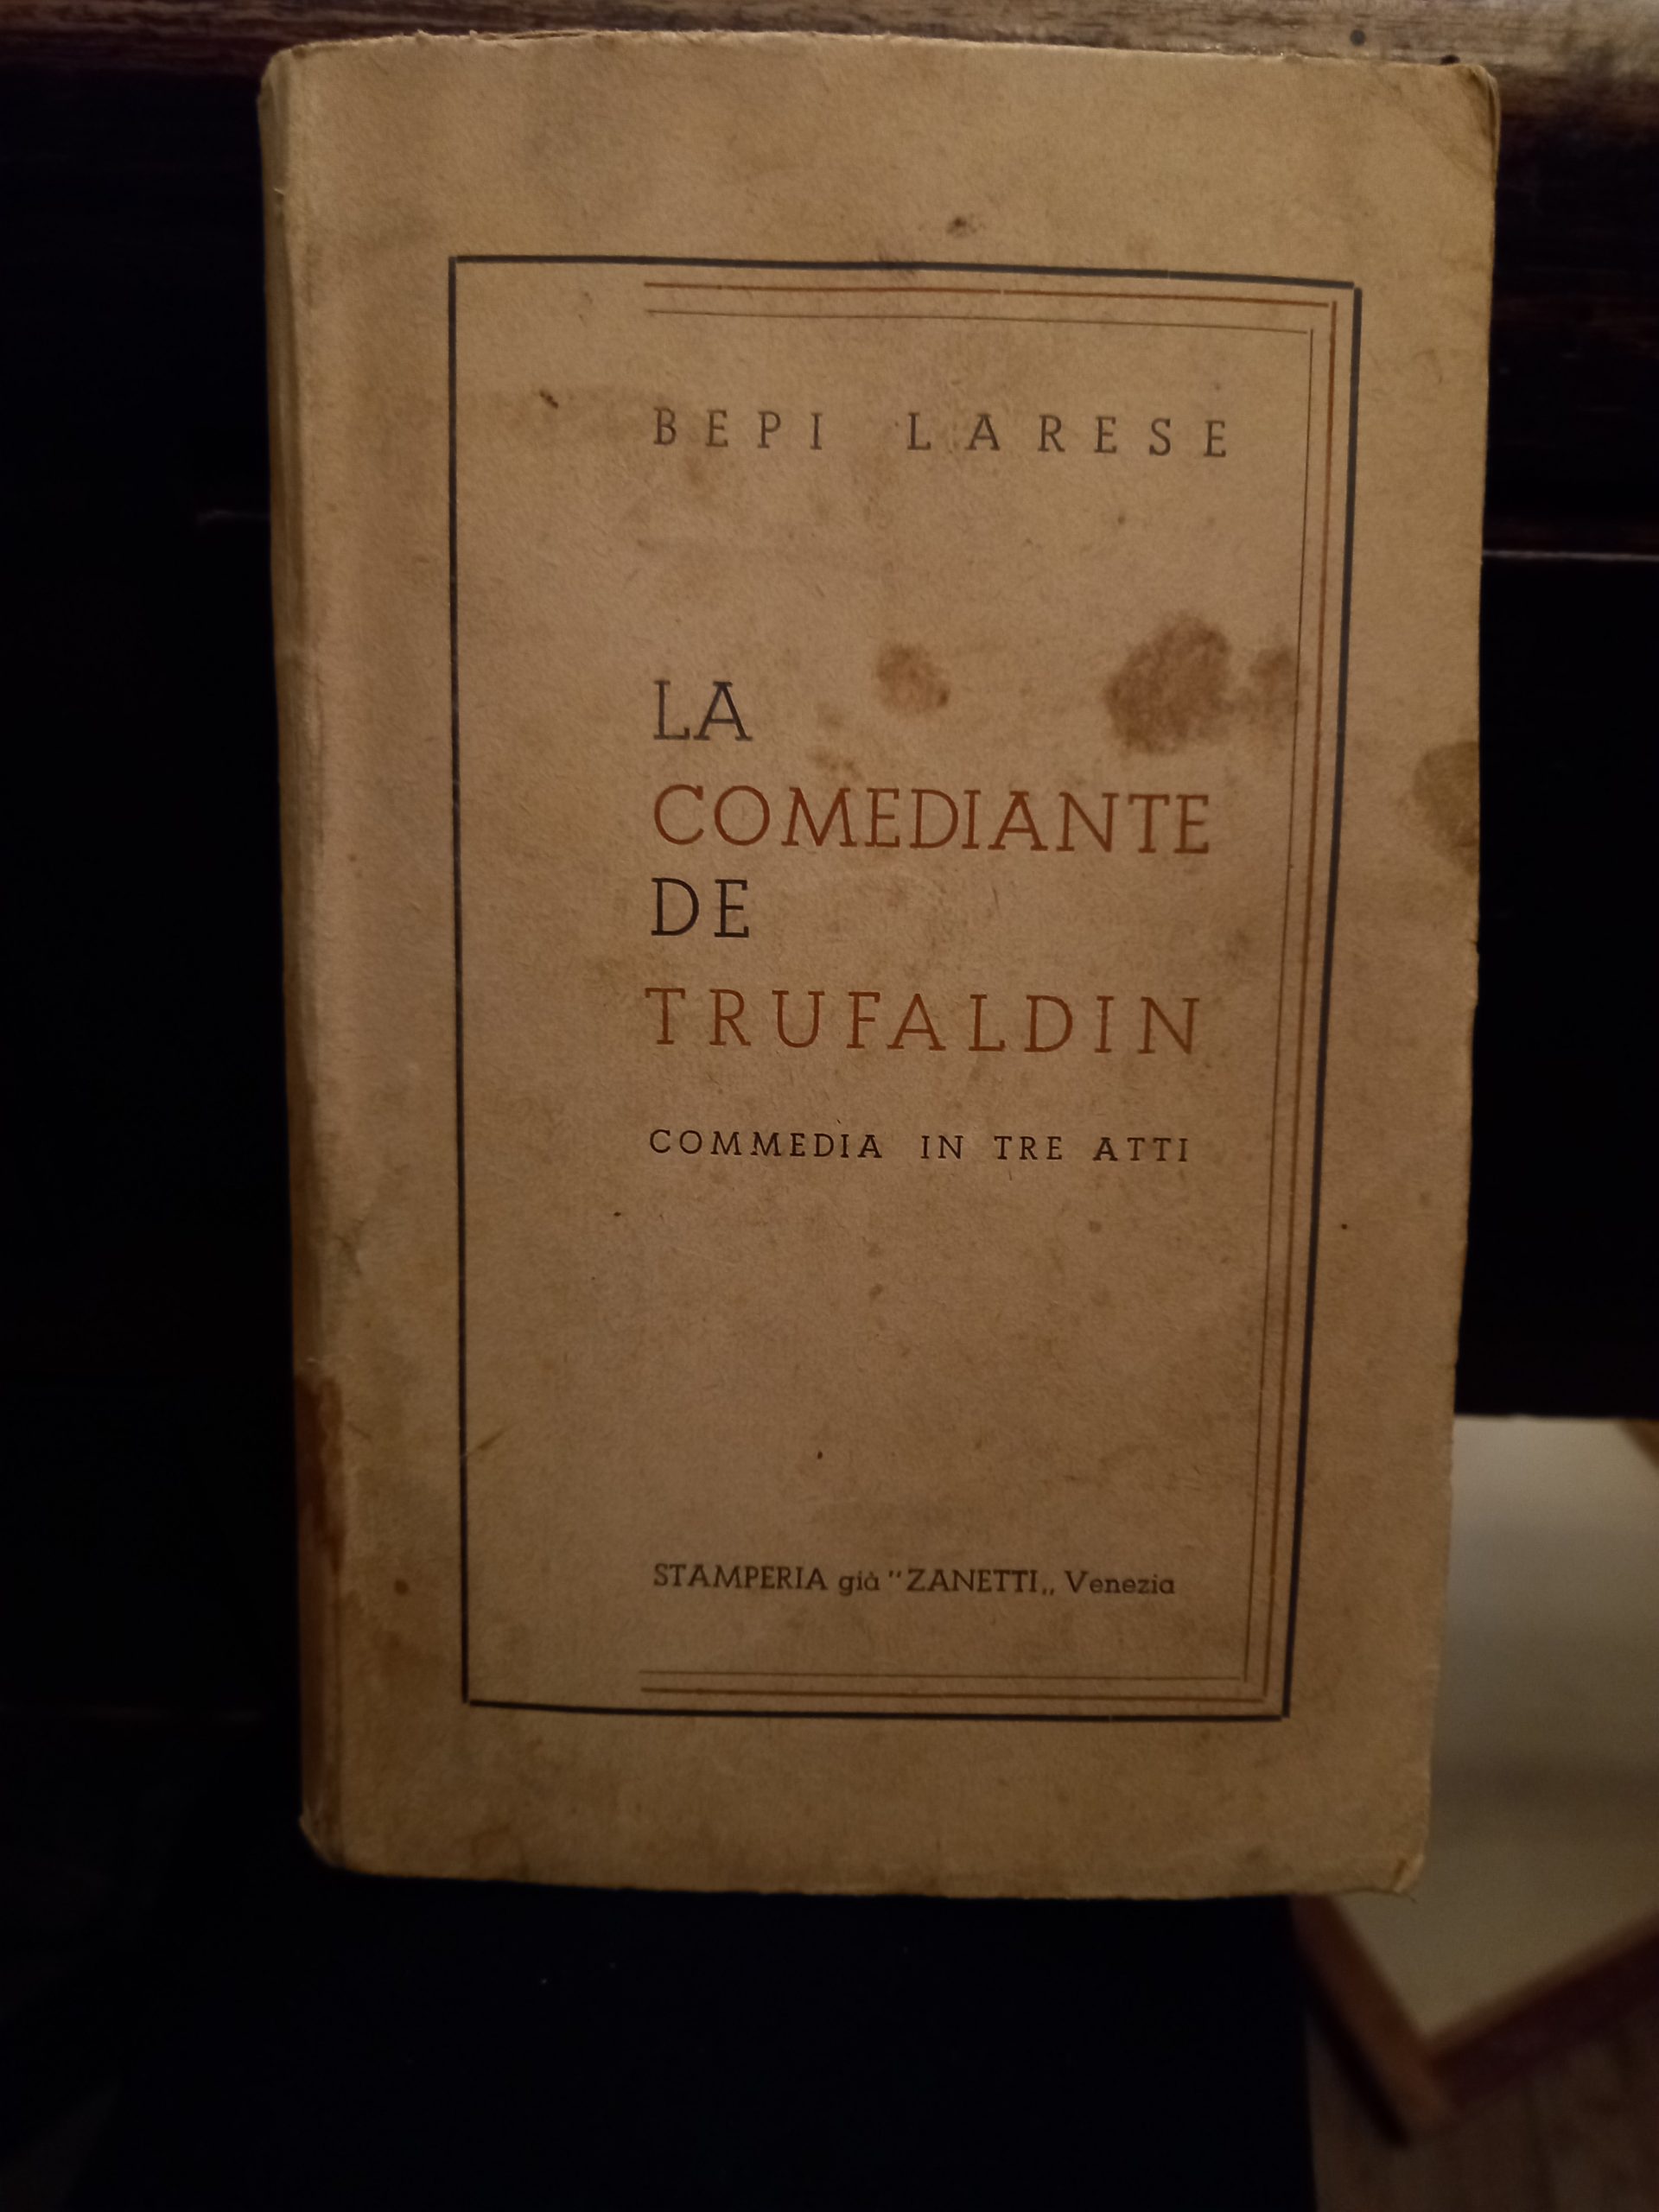 BEPI LARESE
LA
COMEDIANTE
DE
TRUFALDIN
COMMEDIA IN TRE ATTI
STAMPERIA già "ZANETTI„ Venezia